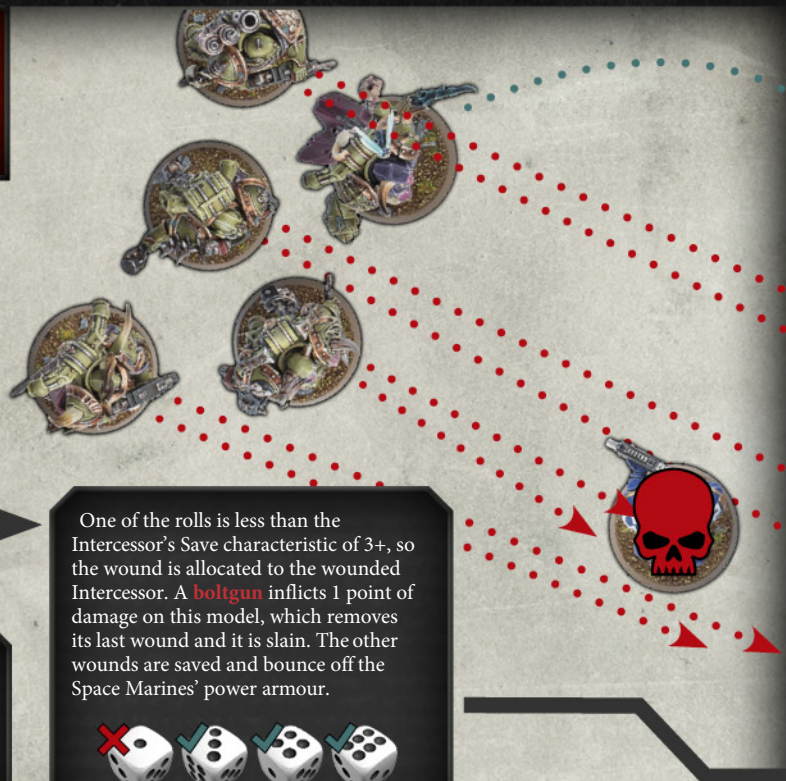 One of the rolls is less than the
Intercessor's Save characteristic of 3+, so
the wound is allocated to the wounded
Intercessor. A boltgun inflicts 1 point of
damage on this model, which removes
its last wound and it is slain. The other
wounds are saved and bounce off the
Space Marines' power armour.